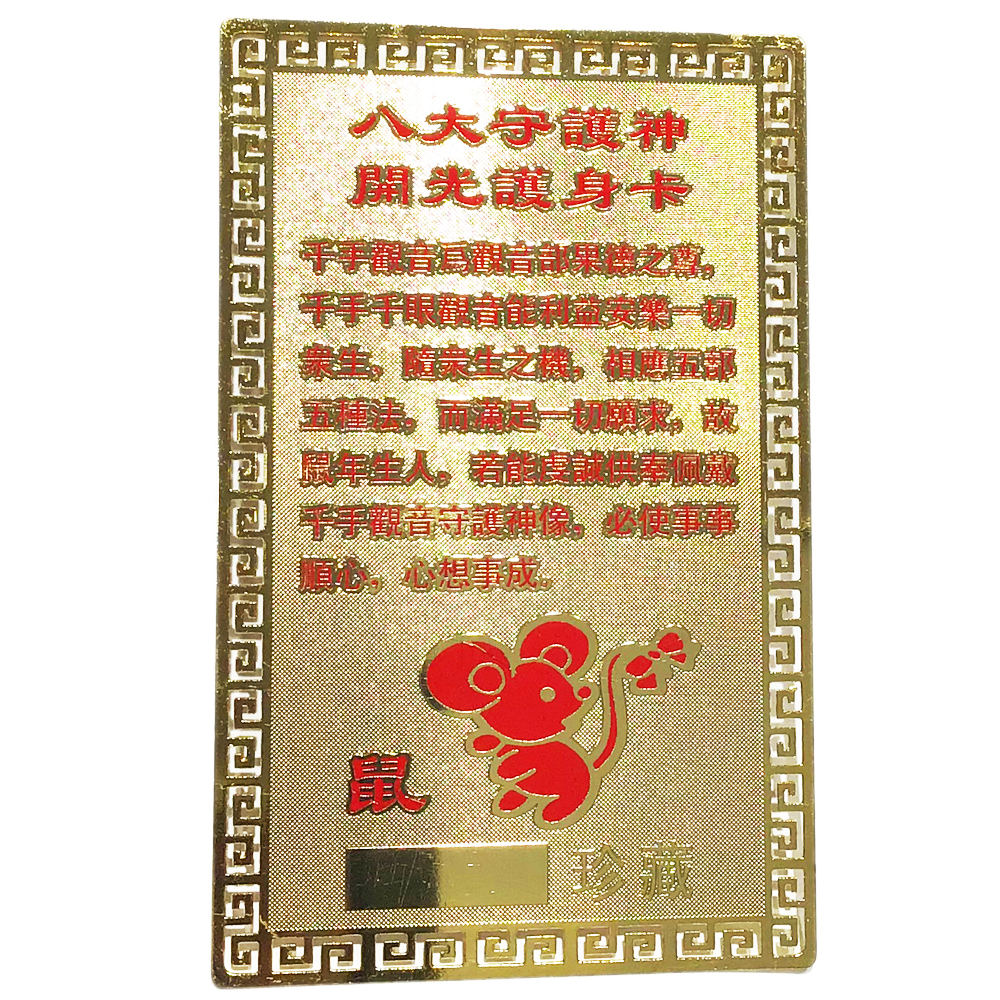 八大守護神
開光護身卡
千手觀音爲觀音部果德之尊，
千手千眼觀音能利益安樂一切
衆生，隨衆生之機，相應五部
五種法，而滿足一切願求，故
鼠年生人，若能虔誠供奉佩戴
千手觀音守護神像，必使事事
順心，心想事成。
鼠
珍藏